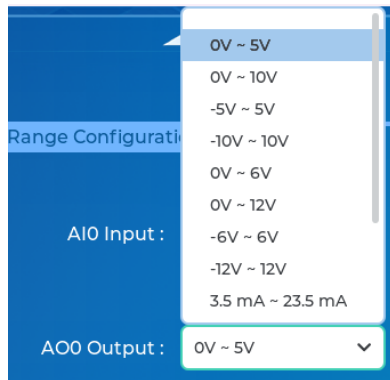 0V ~ 5V
0V ~ 10V
-5V ~ 5V
Range Configurati
-10V ~ 10V
0V ~ 6V
0V ~ 12V
AI0 Input :
-6V ~ 6V
-12V ~ 12V
3.5 mA ~ 23.5 mA
AO0 Output :
0V ~ 5V